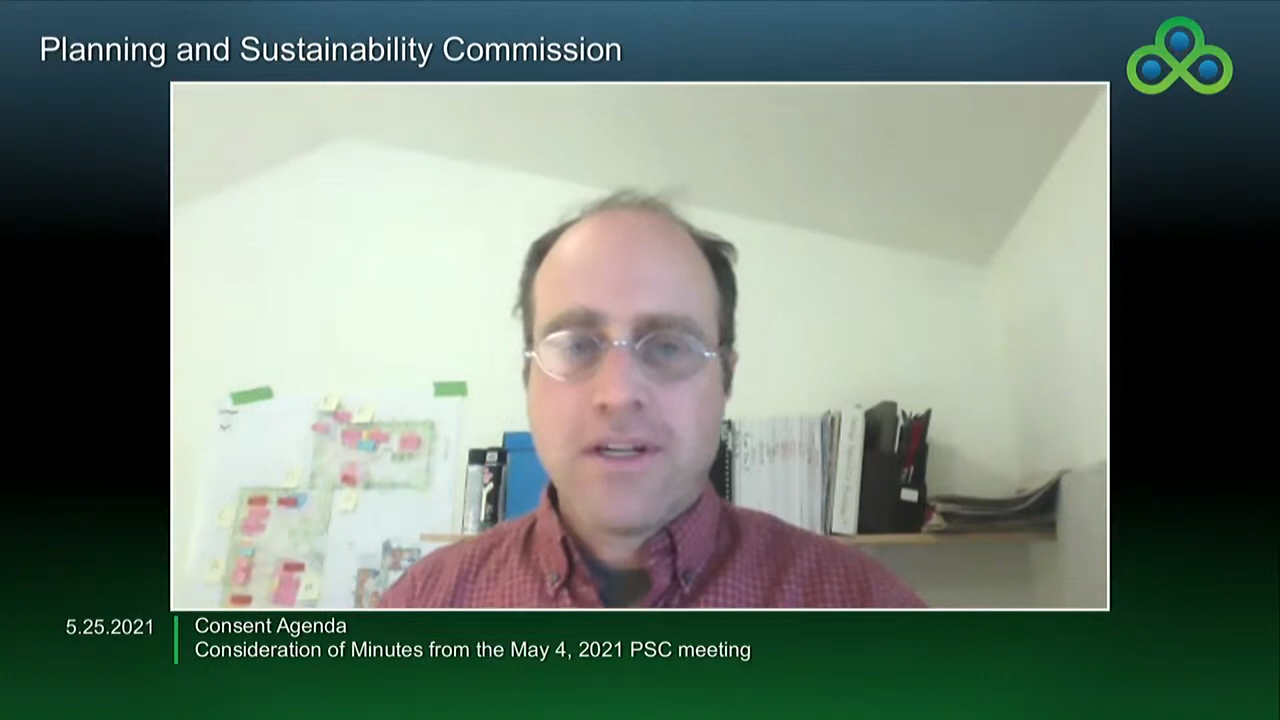 Planning and Sustainability Commission
5.25.2021
Consent Agenda
Consideration of Minutes from the May 4, 2021 PSC meeting